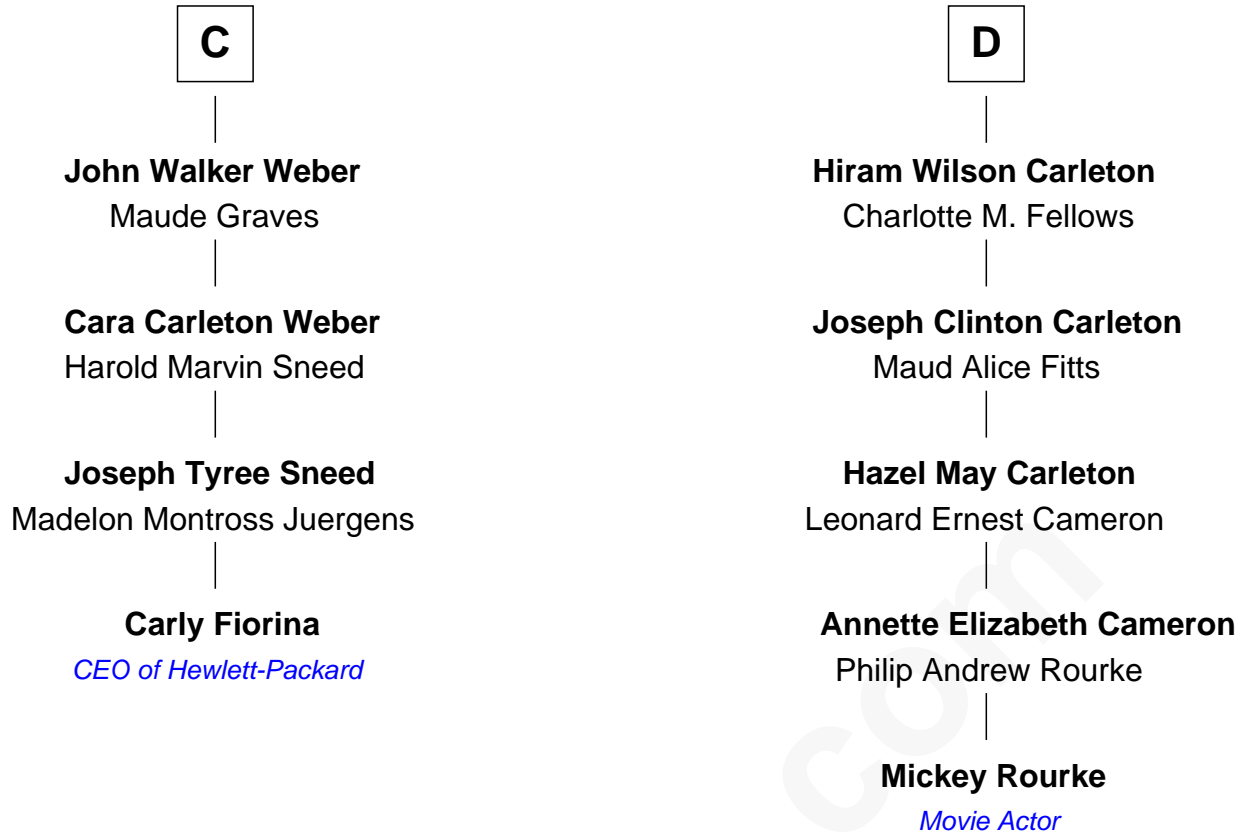 C
John Walker Weber
Maude Graves
Cara Carleton Weber
Harold Marvin Sneed
Joseph Tyree Sneed
Madelon Montross Juergens
Carly Fiorina
CEO of Hewlett-Packard
D
Hiram Wilson Carleton
Charlotte M. Fellows
Joseph Clinton Carleton
Maud Alice Fitts
Hazel May Carleton
Leonard Ernest Cameron
Annette Elizabeth Cameron
Philip Andrew Rourke
Mickey Rourke
Movie Actor
com